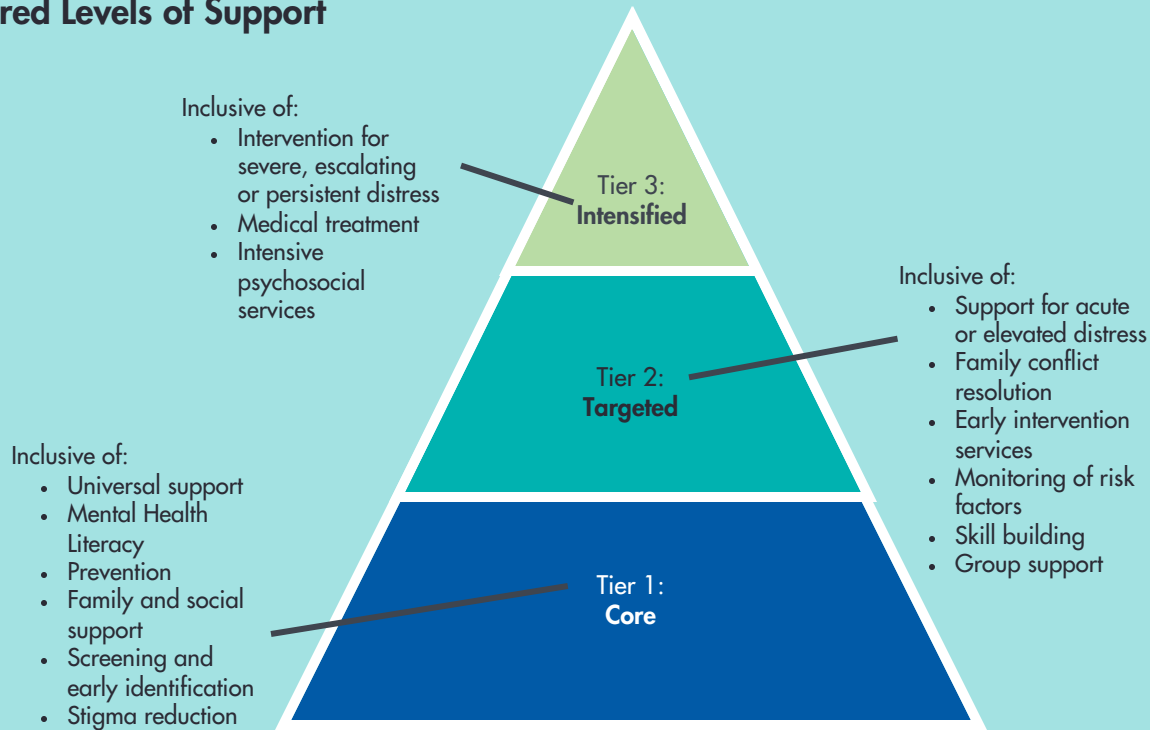 red Levels of Support
Inclusive of:
• Intervention for
severe, escalating
or persistent distress
• Medical treatment
• Intensive
psychosocial
services
Tier 3:
Intensified
Inclusive of:
• Support for acute
or elevated distress
• Family conflict
resolution
• Early intervention
services
• Monitoring of risk
factors
• Skill building
• Group support
Tier 2:
Targeted
Inclusive of:
• Universal support
• Mental Health
Literacy
• Prevention
• Family and social
support
• Screening and
early identification
• Stigma reduction
Tier 1:
Core